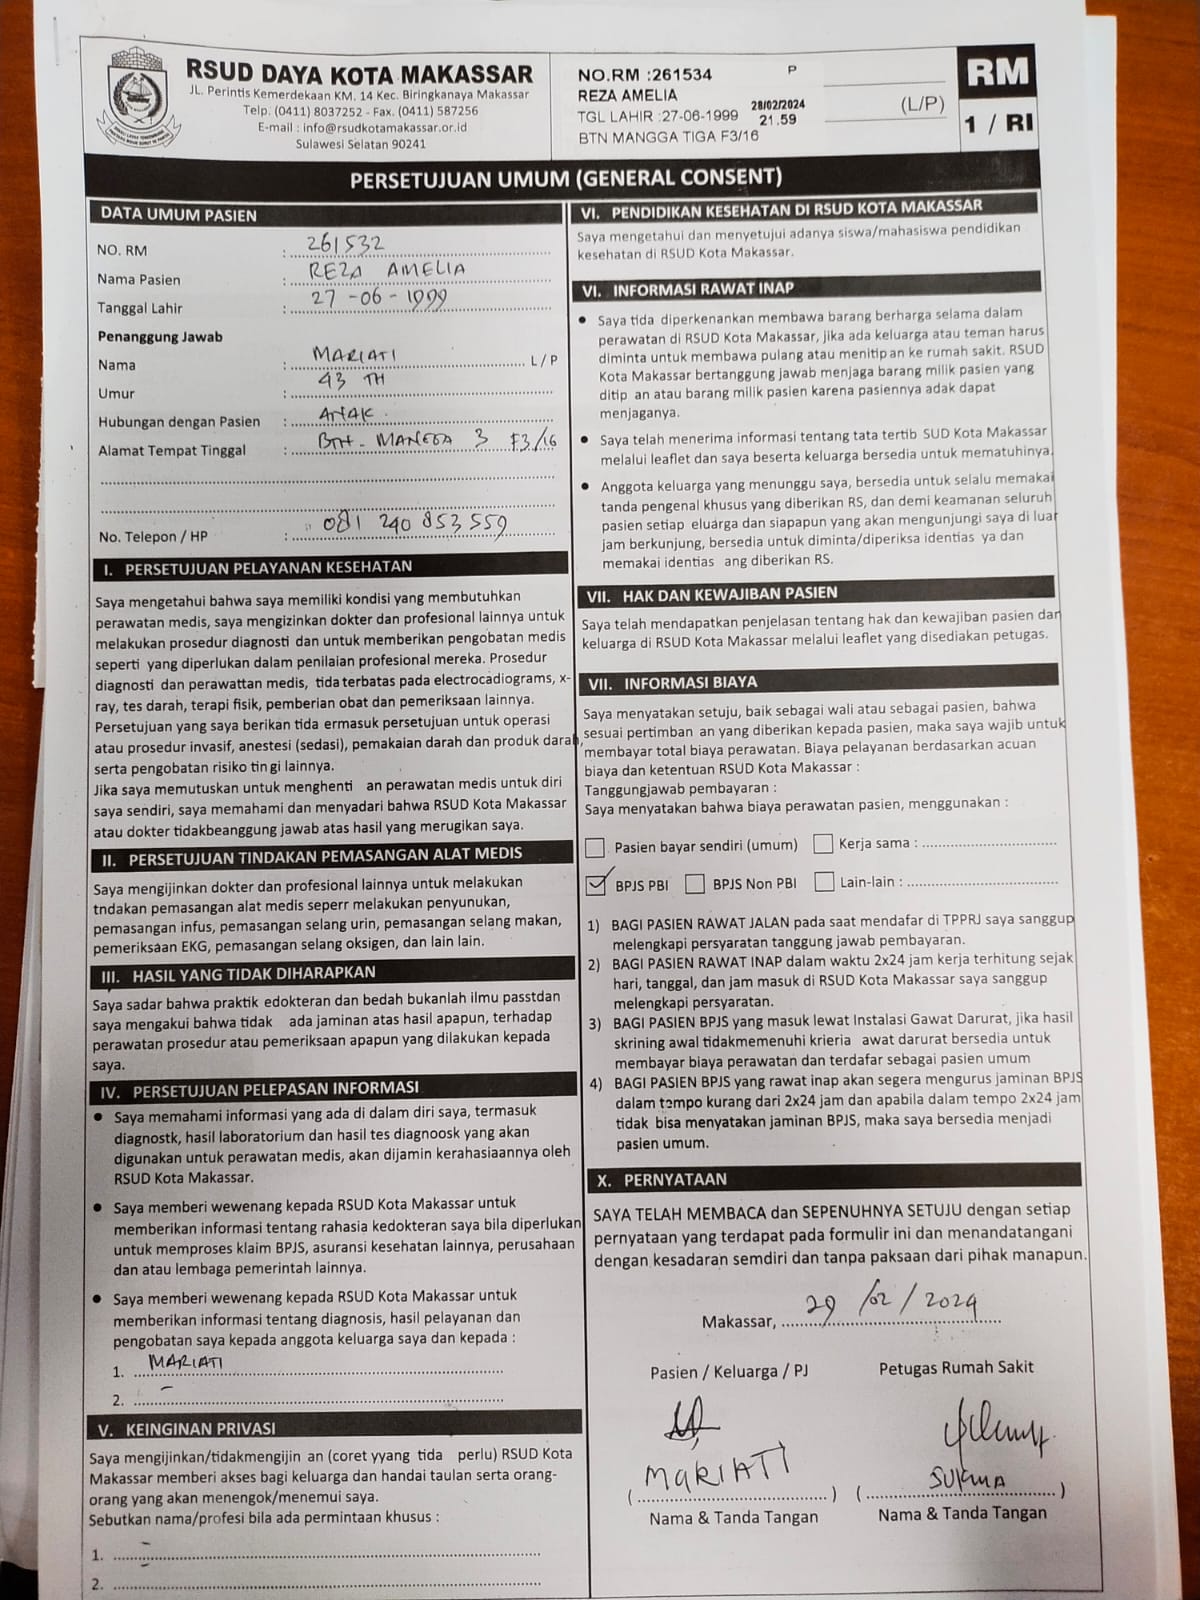 RSUD DAYA KOTA MAKASSAR
JL. Perintis Kemerdekaan KM. 14 Kec. Biringkanaya Makassar
Telp. (0411) 8037252 - Fax. (0411) 587256
E-mail : info@rsudkotamakassar.or.id
Sulawesi Selatan 90241
NO.RM :261534 P
REZA AMELIA
TGL LAHIR :27-06-1999
28/02/2024
21.59
BTN MANGGA TIGA F3/16
(L/P)
RM
1 / RI
PERSETUJUAN UMUM (GENERAL CONSENT)
DATA UMUM PASIEN
NO. RM : 261532
Nama Pasien : REZA AMELIA
Tanggal Lahir : 27-06-1999
Penanggung Jawab
Nama : MARIATI L/P
Umur : 43 TH
Hubungan dengan Pasien : ANAK.
Alamat Tempat Tinggal : BTH- MANGGA 3 F3/16
No. Telepon / HP : 081 240 853 559
I. PERSETUJUAN PELAYANAN KESEHATAN
Saya mengetahui bahwa saya memiliki kondisi yang membutuhkan
perawatan medis, saya mengizinkan dokter dan profesional lainnya untuk
melakukan prosedur diagnosti dan untuk memberikan pengobatan medis
seperti yang diperlukan dalam penilaian profesional mereka. Prosedur
diagnosti dan perawattan medis, tida terbatas pada electrocadiograms, x-
ray, tes darah, terapi fisik, pemberian obat dan pemeriksaan lainnya.
Persetujuan yang saya berikan tida ermasuk persetujuan untuk operasi
atau prosedur invasif, anestesi (sedasi), pemakaian darah dan produk darah,
serta pengobatan risiko tin gi lainnya.
Jika saya memutuskan untuk menghenti an perawatan medis untuk diri
saya sendiri, saya memahami dan menyadari bahwa RSUD Kota Makassar
atau dokter tidakbeanggung jawab atas hasil yang merugikan saya.
II. PERSETUJUAN TINDAKAN PEMASANGAN ALAT MEDIS
Saya mengijinkan dokter dan profesional lainnya untuk melakukan
tndakan pemasangan alat medis seperr melakukan penyunukan,
pemasangan infus, pemasangan selang urin, pemasangan selang makan,
pemeriksaan EKG, pemasangan selang oksigen, dan lain lain.
III. HASIL YANG TIDAK DIHARAPKAN
Saya sadar bahwa praktik edokteran dan bedah bukanlah ilmu passtdan
saya mengakui bahwa tidak ada jaminan atas hasil apapun, terhadap
perawatan prosedur atau pemeriksaan apapun yang dilakukan kepada
saya.
IV. PERSETUJUAN PELEPASAN INFORMASI
• Saya memahami informasi yang ada di dalam diri saya, termasuk
diagnostk, hasil laboratorium dan hasil tes diagnoosk yang akan
digunakan untuk perawatan medis, akan dijamin kerahasiaannya oleh
RSUD Kota Makassar.
• Saya memberi wewenang kepada RSUD Kota Makassar untuk
memberikan informasi tentang rahasia kedokteran saya bila diperlukan
untuk memproses klaim BPJS, asuransi kesehatan lainnya, perusahaan
dan atau lembaga pemerintah lainnya.
• Saya memberi wewenang kepada RSUD Kota Makassar untuk
memberikan informasi tentang diagnosis, hasil pelayanan dan
pengobatan saya kepada anggota keluarga saya dan kepada :
1. MARIATI
2. -
V. KEINGINAN PRIVASI
Saya mengijinkan/tidakmengijin an (coret yyang tida perlu) RSUD Kota
Makassar memberi akses bagi keluarga dan handai taulan serta orang-
orang yang akan menengok/menemui saya.
Sebutkan nama/profesi bila ada permintaan khusus :
1. -
2. -
VI. PENDIDIKAN KESEHATAN DI RSUD KOTA MAKASSAR
Saya mengetahui dan menyetujui adanya siswa/mahasiswa pendidikan
kesehatan di RSUD Kota Makassar.
VI. INFORMASI RAWAT INAP
• Saya tida diperkenankan membawa barang berharga selama dalam
perawatan di RSUD Kota Makassar, jika ada keluarga atau teman harus
diminta untuk membawa pulang atau menitip an ke rumah sakit. RSUD
Kota Makassar bertanggung jawab menjaga barang milik pasien yang
ditip an atau barang milik pasien karena pasiennya adak dapat
menjaganya.
• Saya telah menerima informasi tentang tata tertib SUD Kota Makassar
melalui leaflet dan saya beserta keluarga bersedia untuk mematuhinya.
• Anggota keluarga yang menunggu saya, bersedia untuk selalu memakai
tanda pengenal khusus yang diberikan RS, dan demi keamanan seluruh
pasien setiap eluárga dan siapapun yang akan mengunjungi saya di luar
jam berkunjung, bersedia untuk diminta/diperiksa identias ya dan
memakai identias ang diberikan RS.
VII. HAK DAN KEWAJIBAN PASIEN
Saya telah mendapatkan penjelasan tentang hak dan kewajiban pasien dan
keluarga di RSUD Kota Makassar melalui leaflet yang disediakan petugas.
VII. INFORMASI BIAYA
Saya menyatakan setuju, baik sebagai wali atau sebagai pasien, bahwa
sesuai pertimban an yang diberikan kepada pasien, maka saya wajib untuk
membayar total biaya perawatan. Biaya pelayanan berdasarkan acuan
biaya dan ketentuan RSUD Kota Makassar :
Tanggungjawab pembayaran :
Saya menyatakan bahwa biaya perawatan pasien, menggunakan :
Pasien bayar sendiri (umum) Kerja sama :
BPJS PBI BPJS Non PBI Lain-lain :
1) BAGI PASIEN RAWAT JALAN pada saat mendafar di TPPRJ saya sanggup
melengkapi persyaratan tanggung jawab pembayaran.
2) BAGI PASIEN RAWAT INAP dalam waktu 2x24 jam kerja terhitung sejak
hari, tanggal, dan jam masuk di RSUD Kota Makassar saya sanggup
melengkapi persyaratan.
3) BAGI PASIEN BPJS yang masuk lewat Instalasi Gawat Darurat, jika hasil
skrining awal tidakmemenuhi krieria awat darurat bersedia untuk
membayar biaya perawatan dan terdafar sebagai pasien umum
4) BAGI PASIEN BPJS yang rawat inap akan segera mengurus jaminan BPJS
dalam tempo kurang dari 2x24 jam dan apabila dalam tempo 2x24 jam
tidak bisa menyatakan jaminan BPJS, maka saya bersedia menjadi
pasien umum.
X. PERNYATAAN
SAYA TELAH MEMBACA dan SEPENUHNYA SETUJU dengan setiap
pernyataan yang terdapat pada formulir ini dan menandatangani
dengan kesadaran semdiri dan tanpa paksaan dari pihak manapun.
Makassar, 29/02/2024
Pasien / Keluarga / PJ Petugas Rumah Sakit
(MARIATI) (SUKMA)
Nama & Tanda Tangan Nama & Tanda Tangan